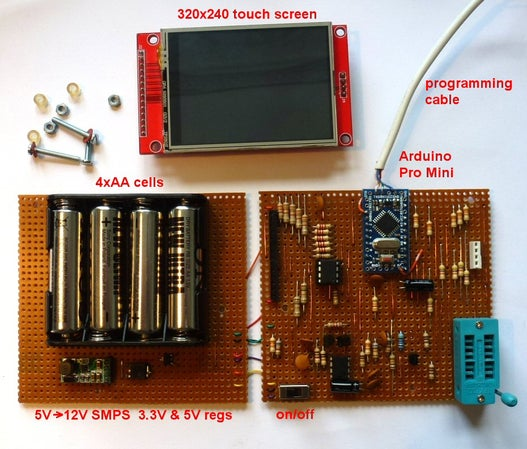 320x240 touch screen
programming
cable
Arduino
Pro Mini
4xAA cells
5V→12V SMPS 3.3V & 5V regs
on/off